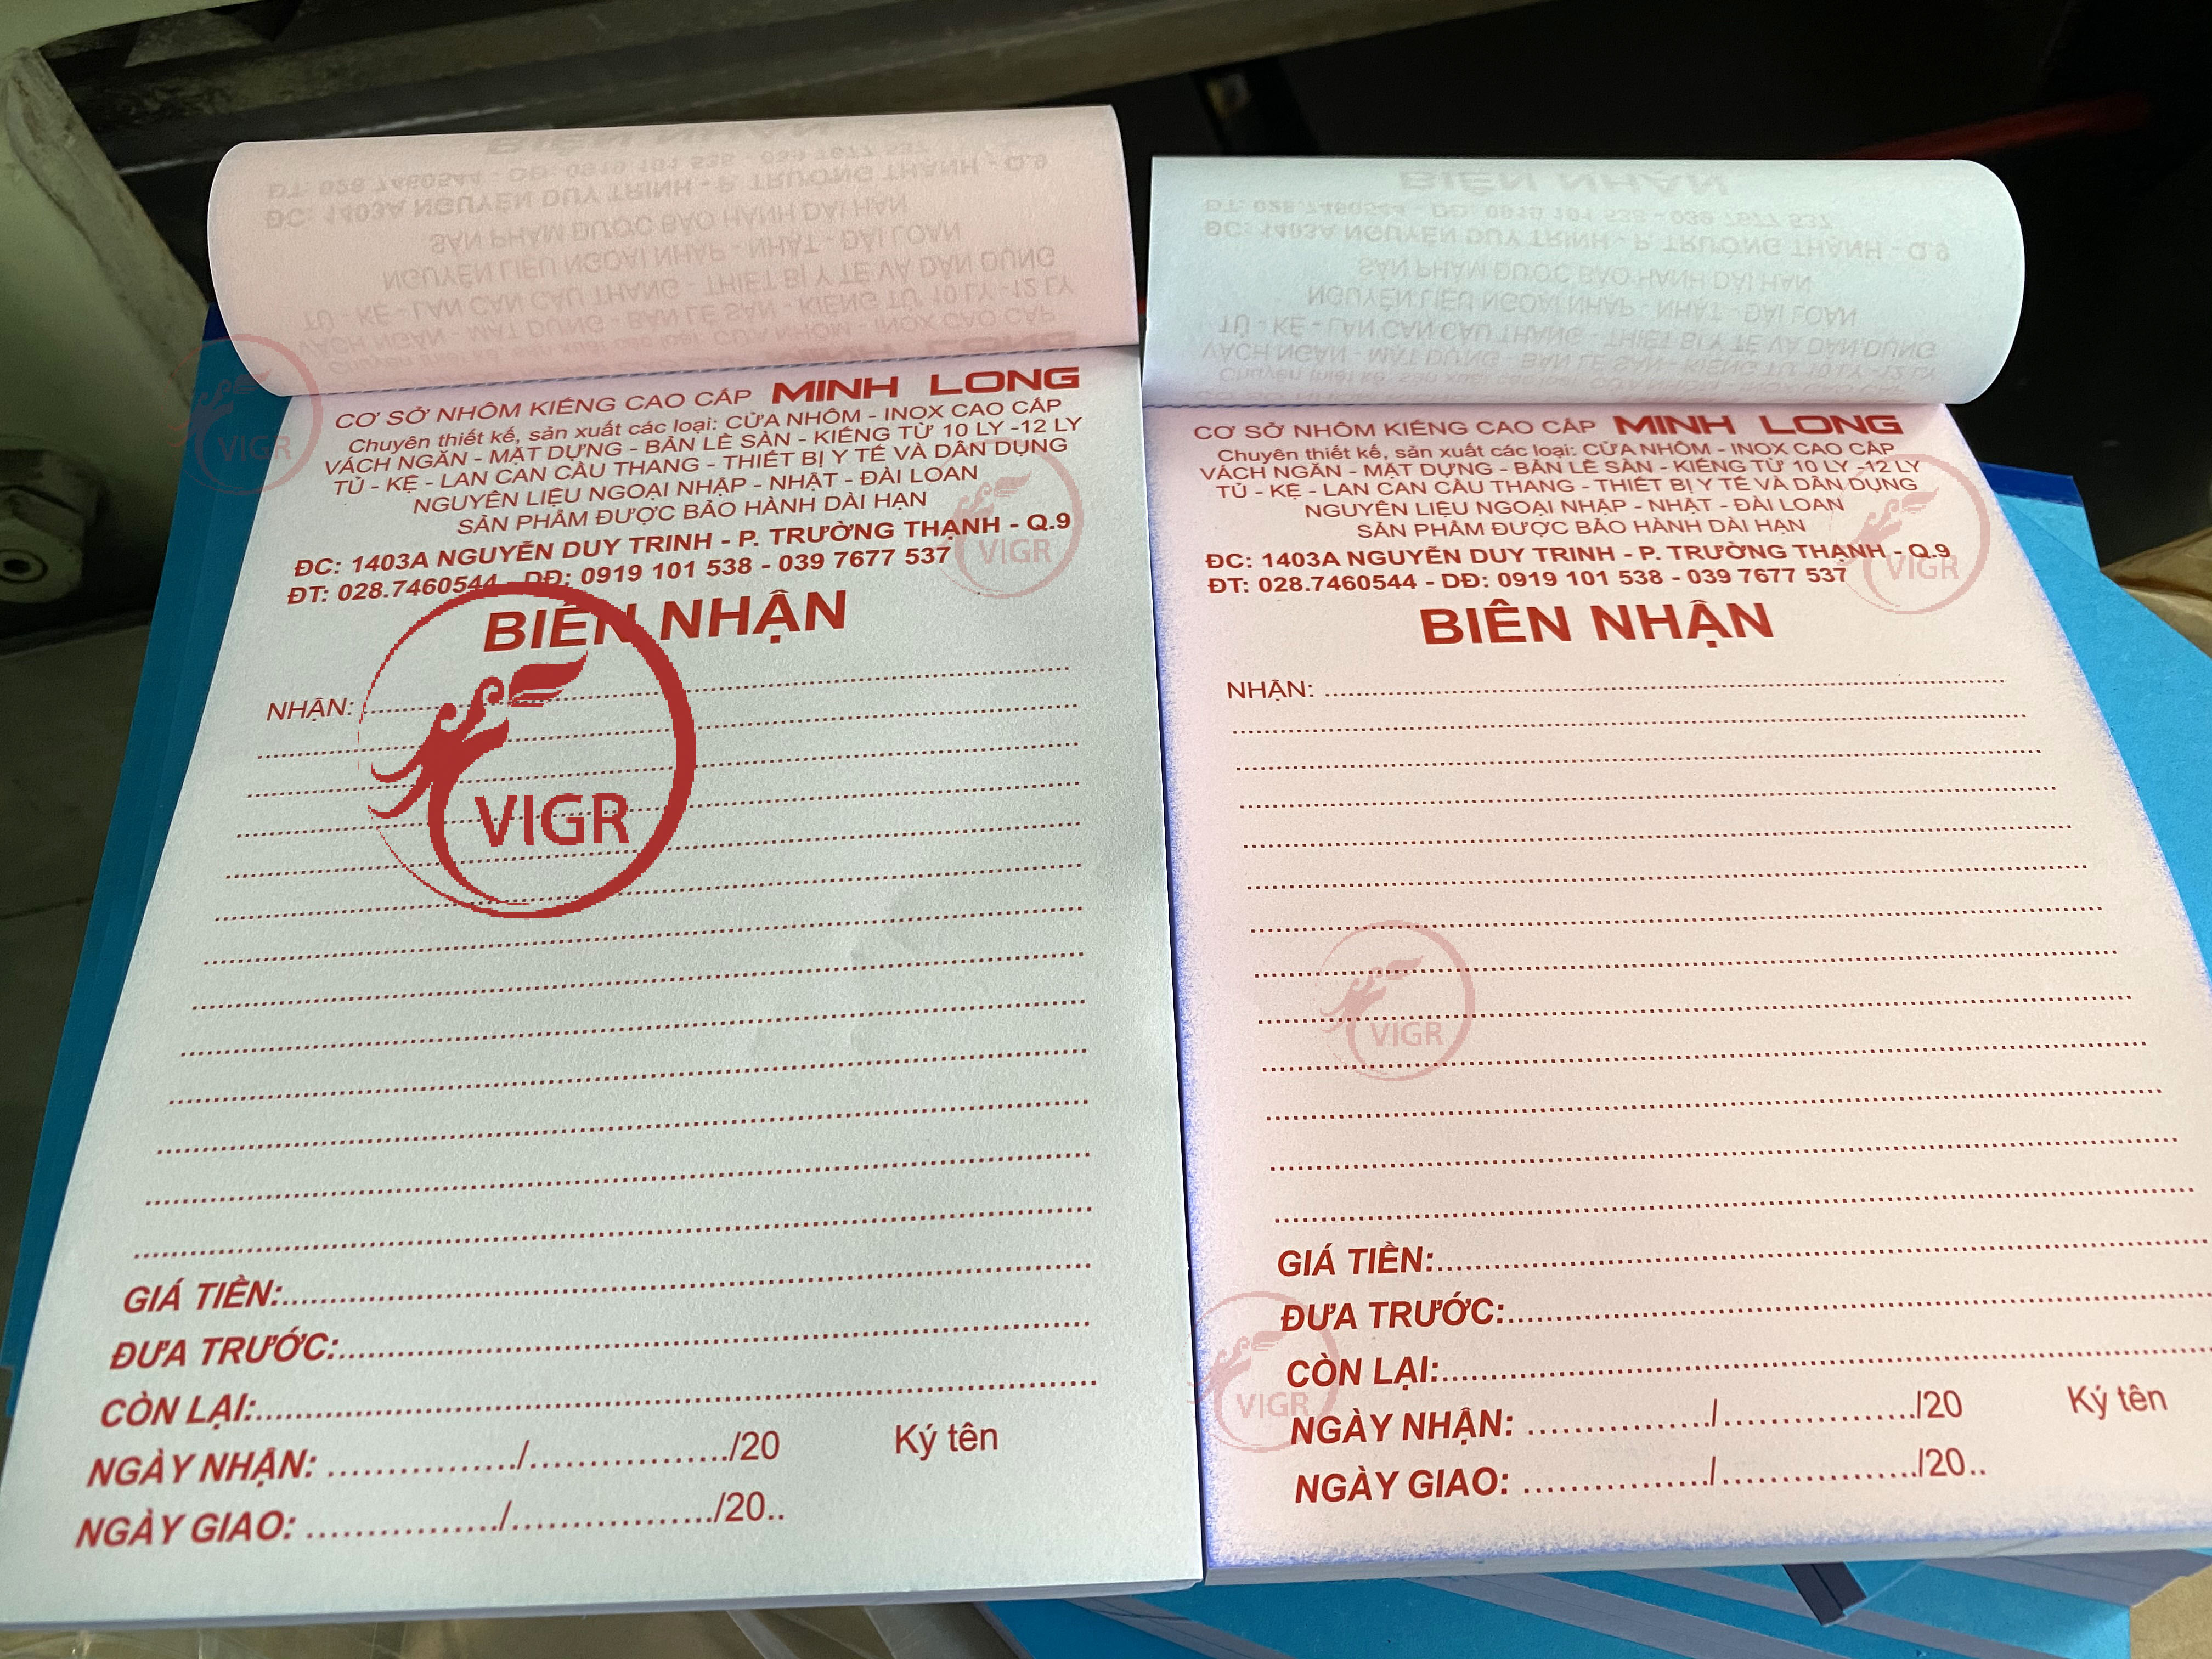 CƠ SỞ NHÔM KIẾNG CAO CẤP MINH LONG
Chuyên thiết kế, sản xuất các loại: CỬA NHÔM - INOX CAO CẤP
VÁCH NGĂN - MẶT DỰNG - BẢN LỀ SÀN - KIẾNG TỪ 10 LY -12 LY
TỦ - KỆ - LAN CAN CẦU THANG - THIẾT BỊ Y TẾ VÀ DÂN DỤNG
NGUYÊN LIỆU NGOẠI NHẬP - NHẬT - ĐÀI LOAN
SẢN PHẨM ĐƯỢC BẢO HÀNH DÀI HẠN
ĐC: 1403A NGUYỄN DUY TRINH - P. TRƯỜNG THẠNH - Q.9
ĐT: 028.7460544 - DĐ: 0919 101 538 - 039 7677 537
BIÊN NHẬN
NHẬN:
VIGR
GIÁ TIỀN:
ĐƯA TRƯỚC:
CÒN LẠI:
NGÀY NHẬN: ................/................./20
Ký tên
NGÀY GIAO: ................/................./20..
CƠ SỞ NHÔM KIẾNG CAO CẤP MINH LONG
Chuyên thiết kế, sản xuất các loại: CỬA NHÔM - INOX CAO CẤP
VÁCH NGĂN - MẶT DỰNG - BẢN LỀ SÀN - KIẾNG TỪ 10 LY -12 LY
TỦ - KỆ - LAN CAN CẦU THANG - THIẾT BỊ Y TẾ VÀ DÂN DỤNG
NGUYÊN LIỆU NGOẠI NHẬP - NHẬT - ĐÀI LOAN
SẢN PHẨM ĐƯỢC BẢO HÀNH DÀI HẠN
ĐC: 1403A NGUYỄN DUY TRINH - P. TRƯỜNG THẠNH - Q.9
ĐT: 028.7460544 - DĐ: 0919 101 538 - 039 7677 537
BIÊN NHẬN
NHẬN:
GIÁ TIỀN:
ĐƯA TRƯỚC:
CÒN LẠI:
NGÀY NHẬN: ................/................./20
Ký tên
NGÀY GIAO: ................/................./20..
VIGR
VIGR
VIGR
VIGR
VIGR